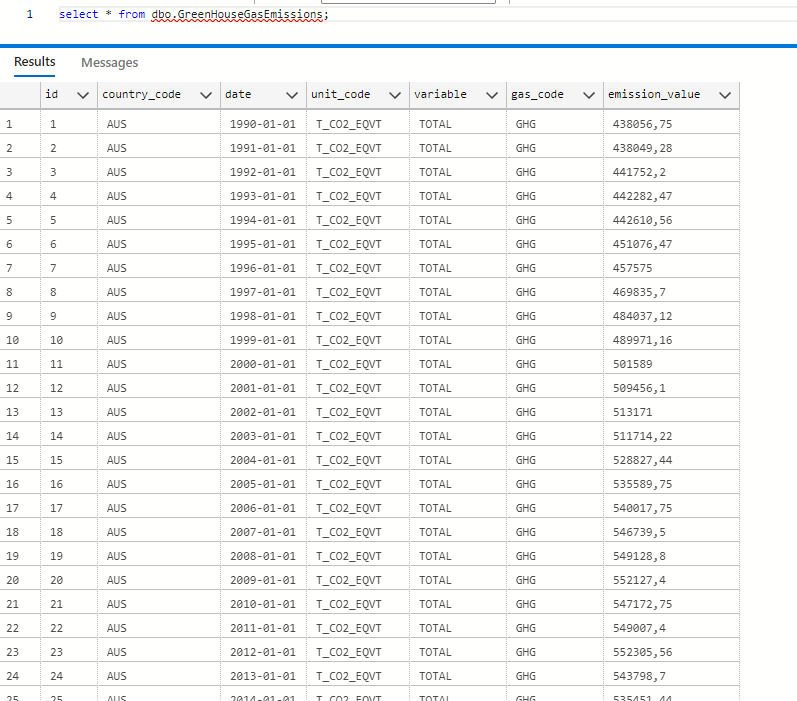 1 select * from dbo.GreenHouseGasEmissions;
Results Messages
id country_code date unit_code variable gas_code emission_value
1 1 AUS 1990-01-01 T_CO2_EQVT TOTAL GHG 438056,75
2 2 AUS 1991-01-01 T_CO2_EQVT TOTAL GHG 438049,28
3 3 AUS 1992-01-01 T_CO2_EQVT TOTAL GHG 441752,2
4 4 AUS 1993-01-01 T_CO2_EQVT TOTAL GHG 442282,47
5 5 AUS 1994-01-01 T_CO2_EQVT TOTAL GHG 442610,56
6 6 AUS 1995-01-01 T_CO2_EQVT TOTAL GHG 451076,47
7 7 AUS 1996-01-01 T_CO2_EQVT TOTAL GHG 457575
8 8 AUS 1997-01-01 T_CO2_EQVT TOTAL GHG 469835,7
9 9 AUS 1998-01-01 T_CO2_EQVT TOTAL GHG 484037,12
10 10 AUS 1999-01-01 T_CO2_EQVT TOTAL GHG 489971,16
11 11 AUS 2000-01-01 T_CO2_EQVT TOTAL GHG 501589
12 12 AUS 2001-01-01 T_CO2_EQVT TOTAL GHG 509456,1
13 13 AUS 2002-01-01 T_CO2_EQVT TOTAL GHG 513171
14 14 AUS 2003-01-01 T_CO2_EQVT TOTAL GHG 511714,22
15 15 AUS 2004-01-01 T_CO2_EQVT TOTAL GHG 528827,44
16 16 AUS 2005-01-01 T_CO2_EQVT TOTAL GHG 535589,75
17 17 AUS 2006-01-01 T_CO2_EQVT TOTAL GHG 540017,75
18 18 AUS 2007-01-01 T_CO2_EQVT TOTAL GHG 546739,5
19 19 AUS 2008-01-01 T_CO2_EQVT TOTAL GHG 549128,8
20 20 AUS 2009-01-01 T_CO2_EQVT TOTAL GHG 552127,4
21 21 AUS 2010-01-01 T_CO2_EQVT TOTAL GHG 547172,75
22 22 AUS 2011-01-01 T_CO2_EQVT TOTAL GHG 549007,4
23 23 AUS 2012-01-01 T_CO2_EQVT TOTAL GHG 552305,56
24 24 AUS 2013-01-01 T_CO2_EQVT TOTAL GHG 543798,7
25 25 AUS 2014-01-01 T_CO2_EQVT TOTAL GHG 535451,44